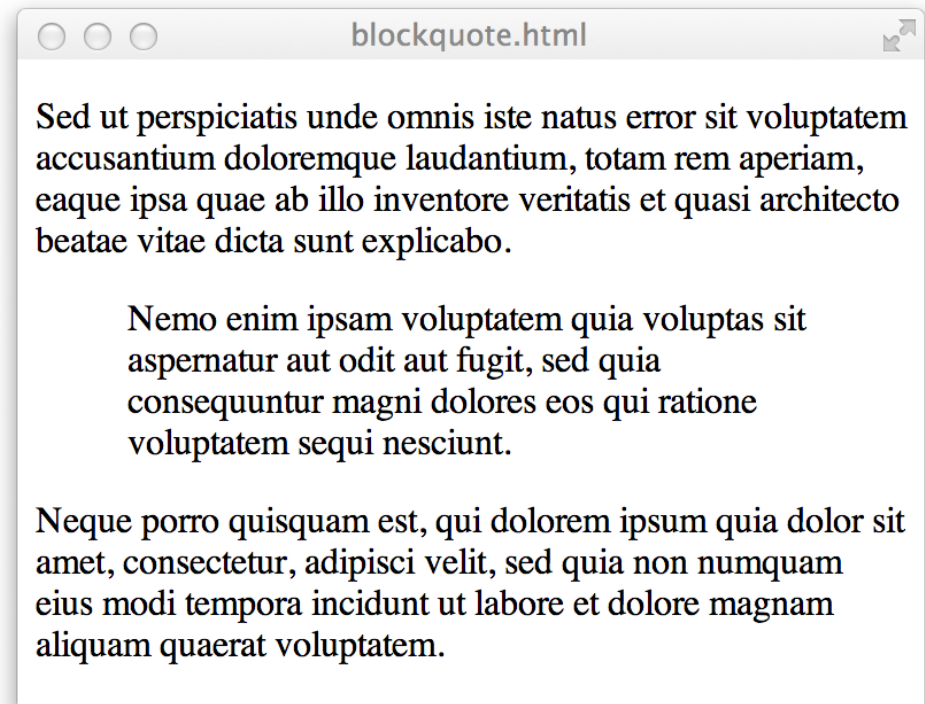 blockquote.html
Sed ut perspiciatis unde omnis iste natus error sit voluptatem
accusantium doloremque laudantium, totam rem aperiam,
eaque ipsa quae ab illo inventore veritatis et quasi architecto
beatae vitae dicta sunt explicabo.
Nemo enim ipsam voluptatem quia voluptas sit
aspernatur aut odit aut fugit, sed quia
consequuntur magni dolores eos qui ratione
voluptatem sequi nesciunt.
Neque porro quisquam est, qui dolorem ipsum quia dolor sit
amet, consectetur, adipisci velit, sed quia non numquam
eius modi tempora incidunt ut labore et dolore magnam
aliquam quaerat voluptatem.